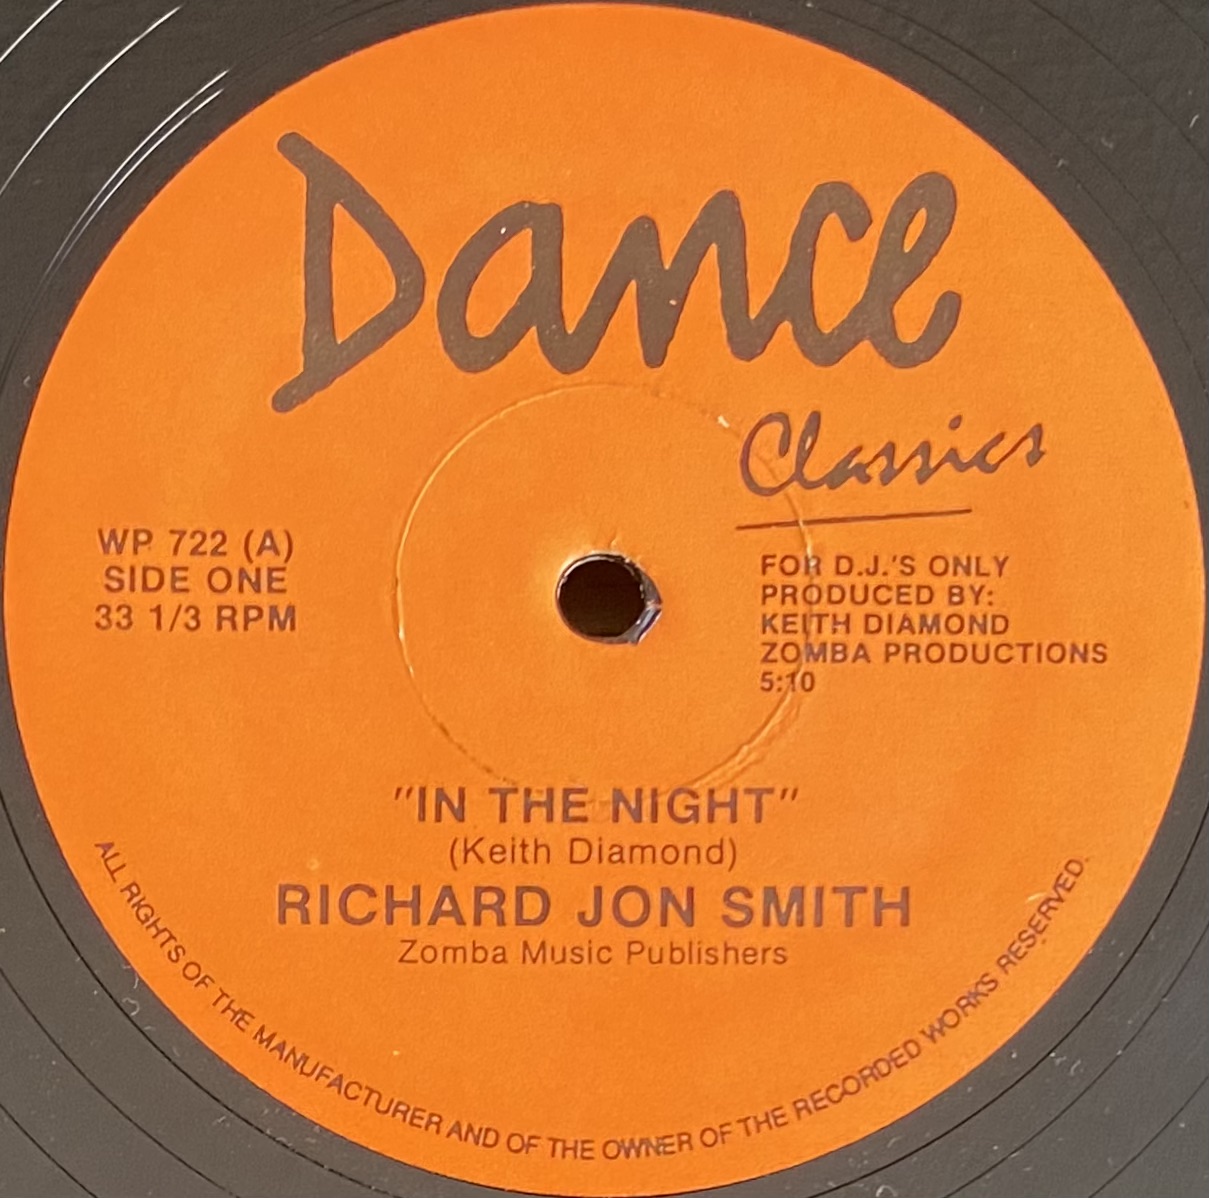 Dance
Classics
WP 722 (A)
SIDE ONE
33 1/3 RPM
FOR D.J.'S ONLY
PRODUCED BY:
KEITH DIAMOND
ZOMBA PRODUCTIONS
5:10
"IN THE NIGHT"
(Keith Diamond)
RICHARD JON SMITH
Zomba Music Publishers
ALL RIGHTS OF THE MANUFACTURER AND OF THE OWNER OF THE RECORDED WORKS RESERVED.